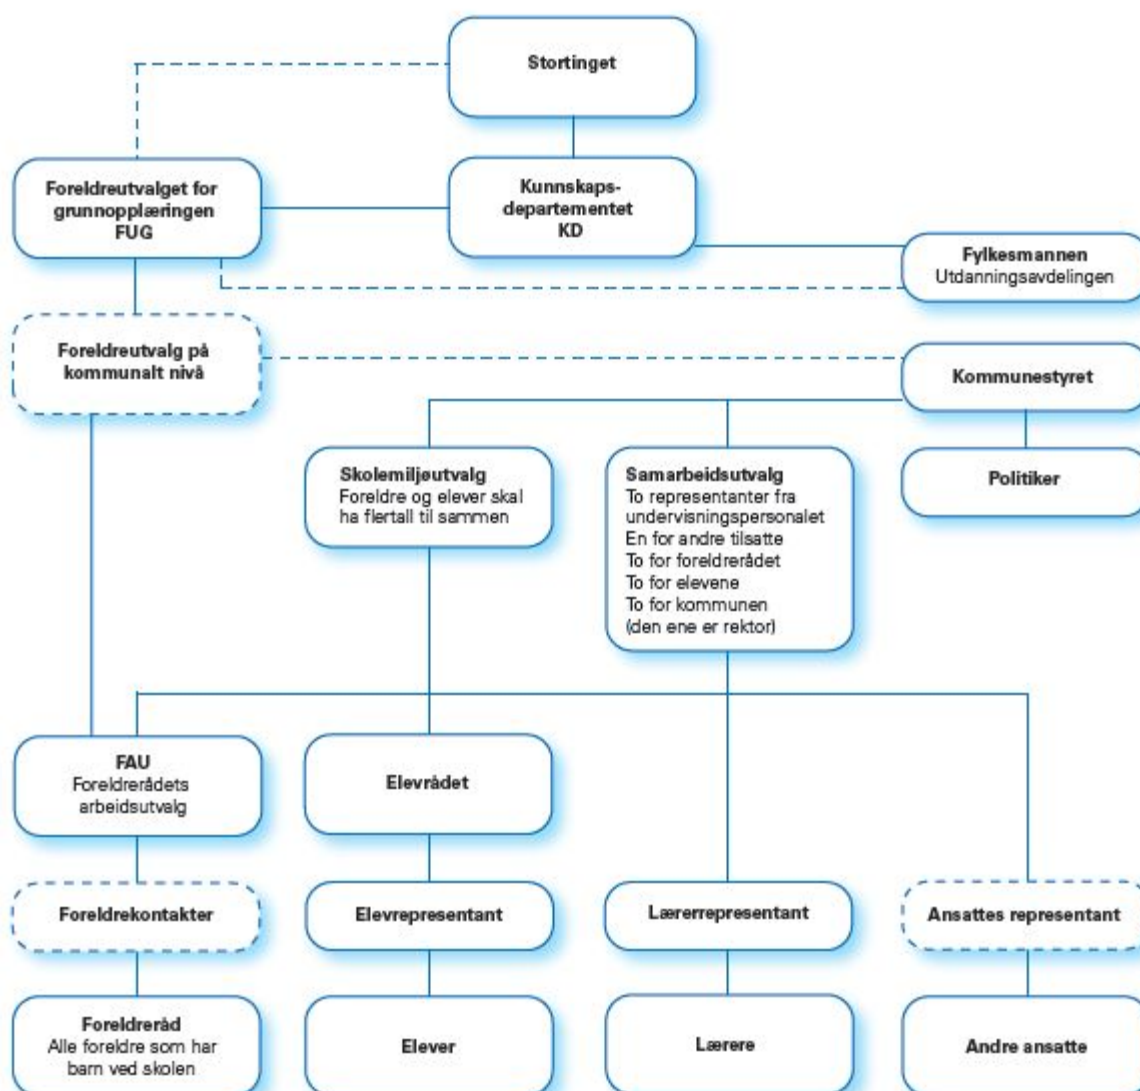 Stortinget
Foreldreutvalget for
grunnopplæringen
FUG
Kunnskaps-
departementet
KD
Fylkesmannen
Utdanningsavdelingen
Foreldreutvalg på
kommunalt nivå
Kommunestyret
Skolemiljøutvalg
Foreldre og elever skal
ha flertall til sammen
Samarbeidsutvalg
To representanter fra
undervisningspersonalet
En for andre tilsatte
To for foreldrerådet
To for elevene
To for kommunen
(den ene er rektor)
Politiker
FAU
Foreldrerådets
arbeidsutvalg
Elevrådet
Foreldrekontakter
Elevrepresentant
Lærerrepresentant
Ansattes representant
Foreldreråd
Alle foreldre som har
barn ved skolen
Elever
Lærere
Andre ansatte